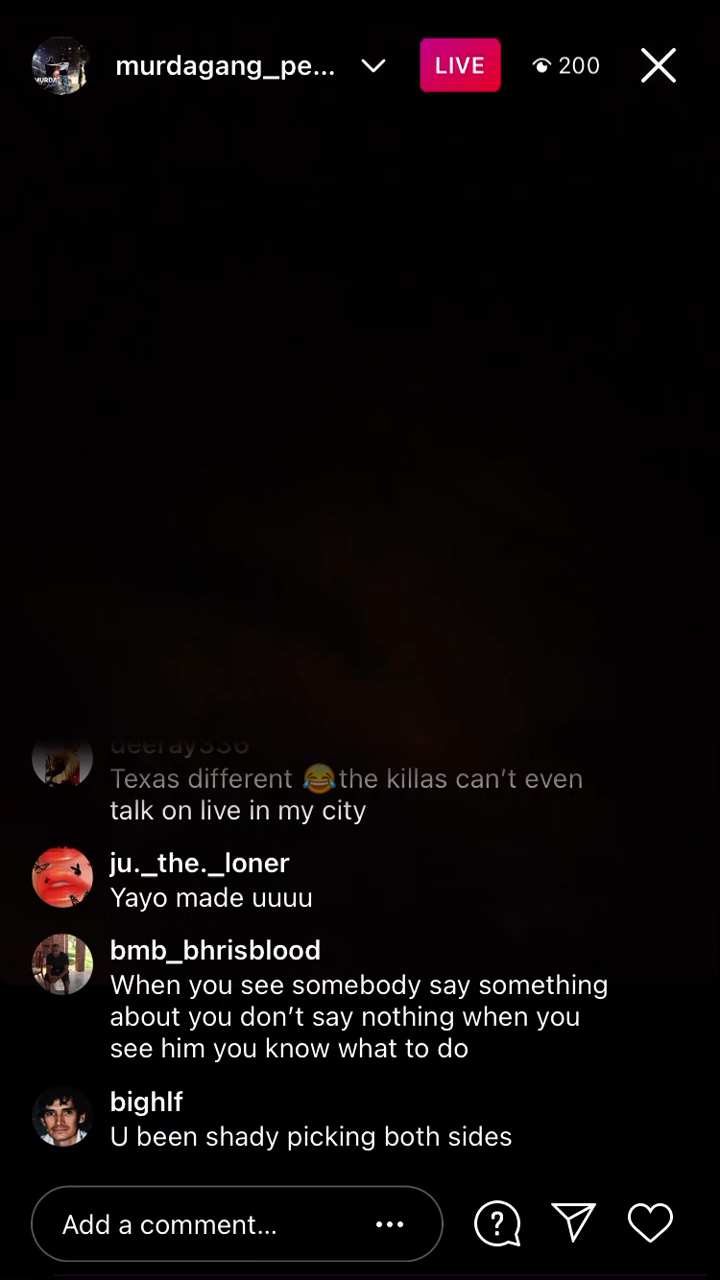 murdagang_pe...
LIVE
200
deeray336
Texas different 😂the killas can't even
talk on live in my city
ju._the._loner
Yayo made uuuu
bmb_bhrisblood
When you see somebody say something
about you don't say nothing when you
see him you know what to do
bighlf
U been shady picking both sides
Add a comment...